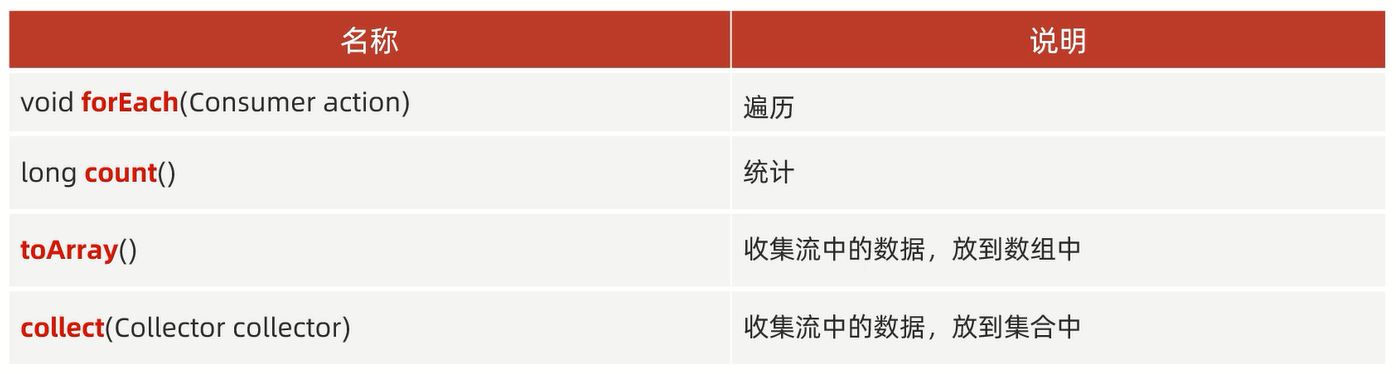 名称 说明
void forEach(Consumer action) 遍历
long count() 统计
toArray() 收集流中的数据，放到数组中
collect(Collector collector) 收集流中的数据，放到集合中